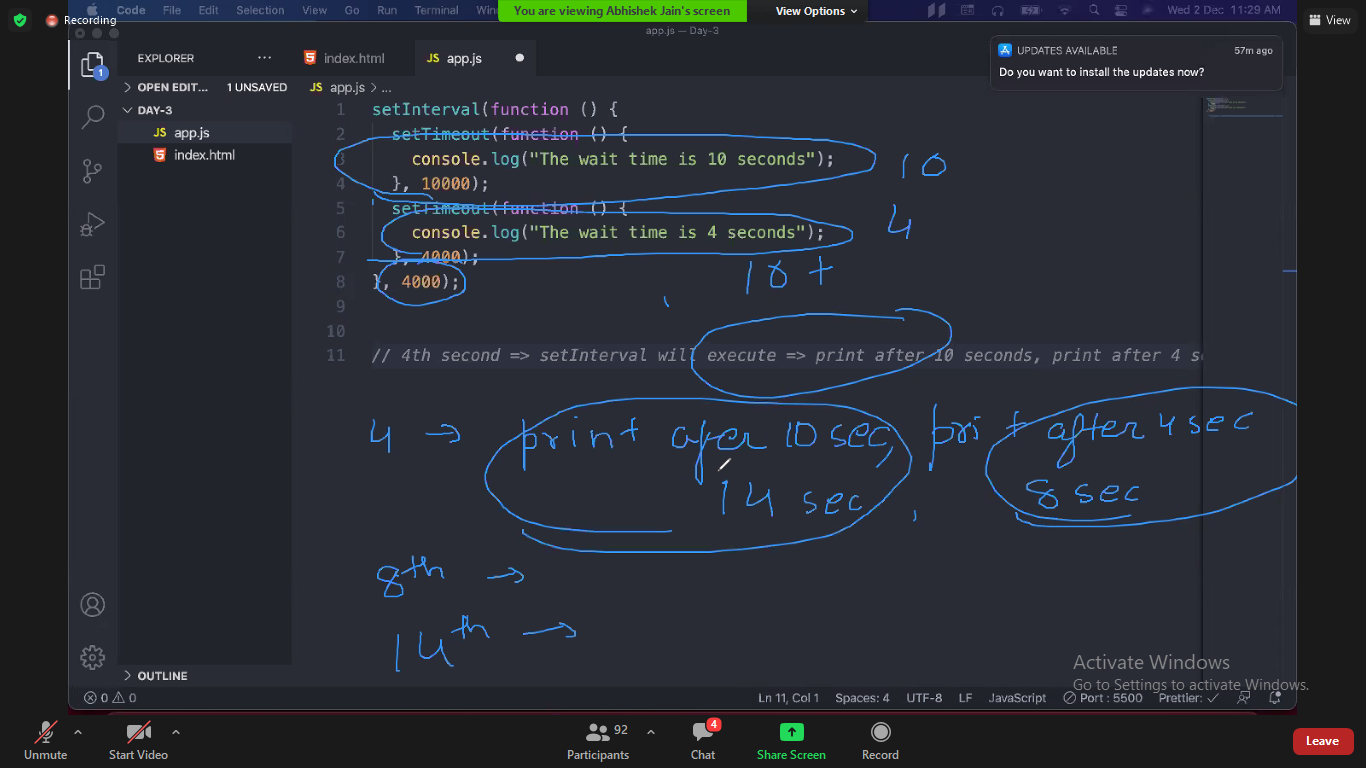 Recording
Code File Edit Selection View Go Run Terminal
You are viewing Abhishek Jain's screen
View Options
Wed 2 Dec 11:29 AM
View
app.js — Day-3
EXPLORER ...
index.html
JS app.js
UPDATES AVAILABLE 57m ago
Do you want to install the updates now?
1
OPEN EDIT... 1 UNSAVED
JS app.js > ...
DAY-3
JS app.js
index.html
1 setInterval(function () {
2 setTimeout(function () {
3 console.log("The wait time is 10 seconds");
4 }, 10000);
5 setTimeout(function () {
6 console.log("The wait time is 4 seconds");
7 }, 4000);
8 }, 4000);
9
10
11 // 4th second => setInterval will execute => print after 10 seconds, print after 4 s
10
4
10 +
4 → print afer 10 sec, pri t after 4 sec
14 sec, 8 sec
8th →
14th →
OUTLINE
Activate Windows
Go to Settings to activate Windows.
0 0
Ln 11, Col 1 Spaces: 4 UTF-8 LF JavaScript Port : 5500 Prettier: ✓
Unmute
Start Video
92
Participants
4
Chat
Share Screen
Record
Leave